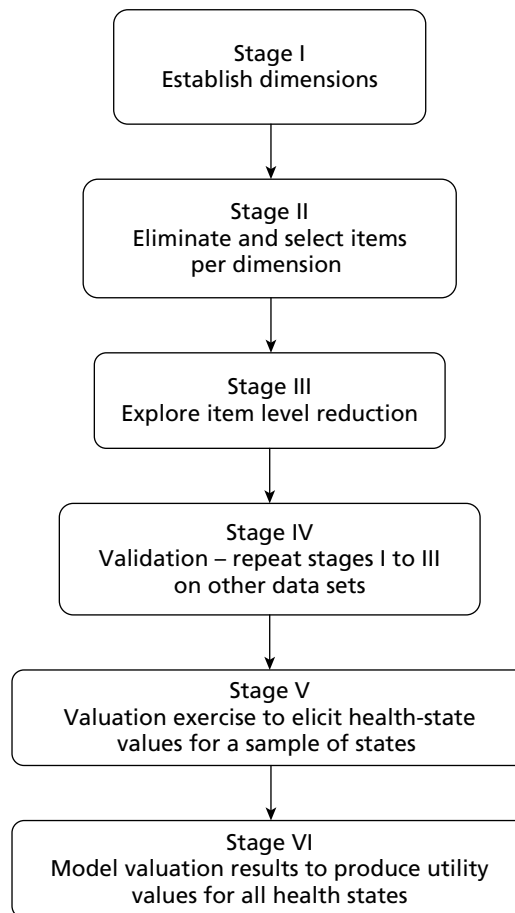 Stage I
Establish dimensions
Stage II
Eliminate and select items
per dimension
Stage III
Explore item level reduction
Stage IV
Validation – repeat stages I to III
on other data sets
Stage V
Valuation exercise to elicit health-state
values for a sample of states
Stage VI
Model valuation results to produce utility
values for all health states